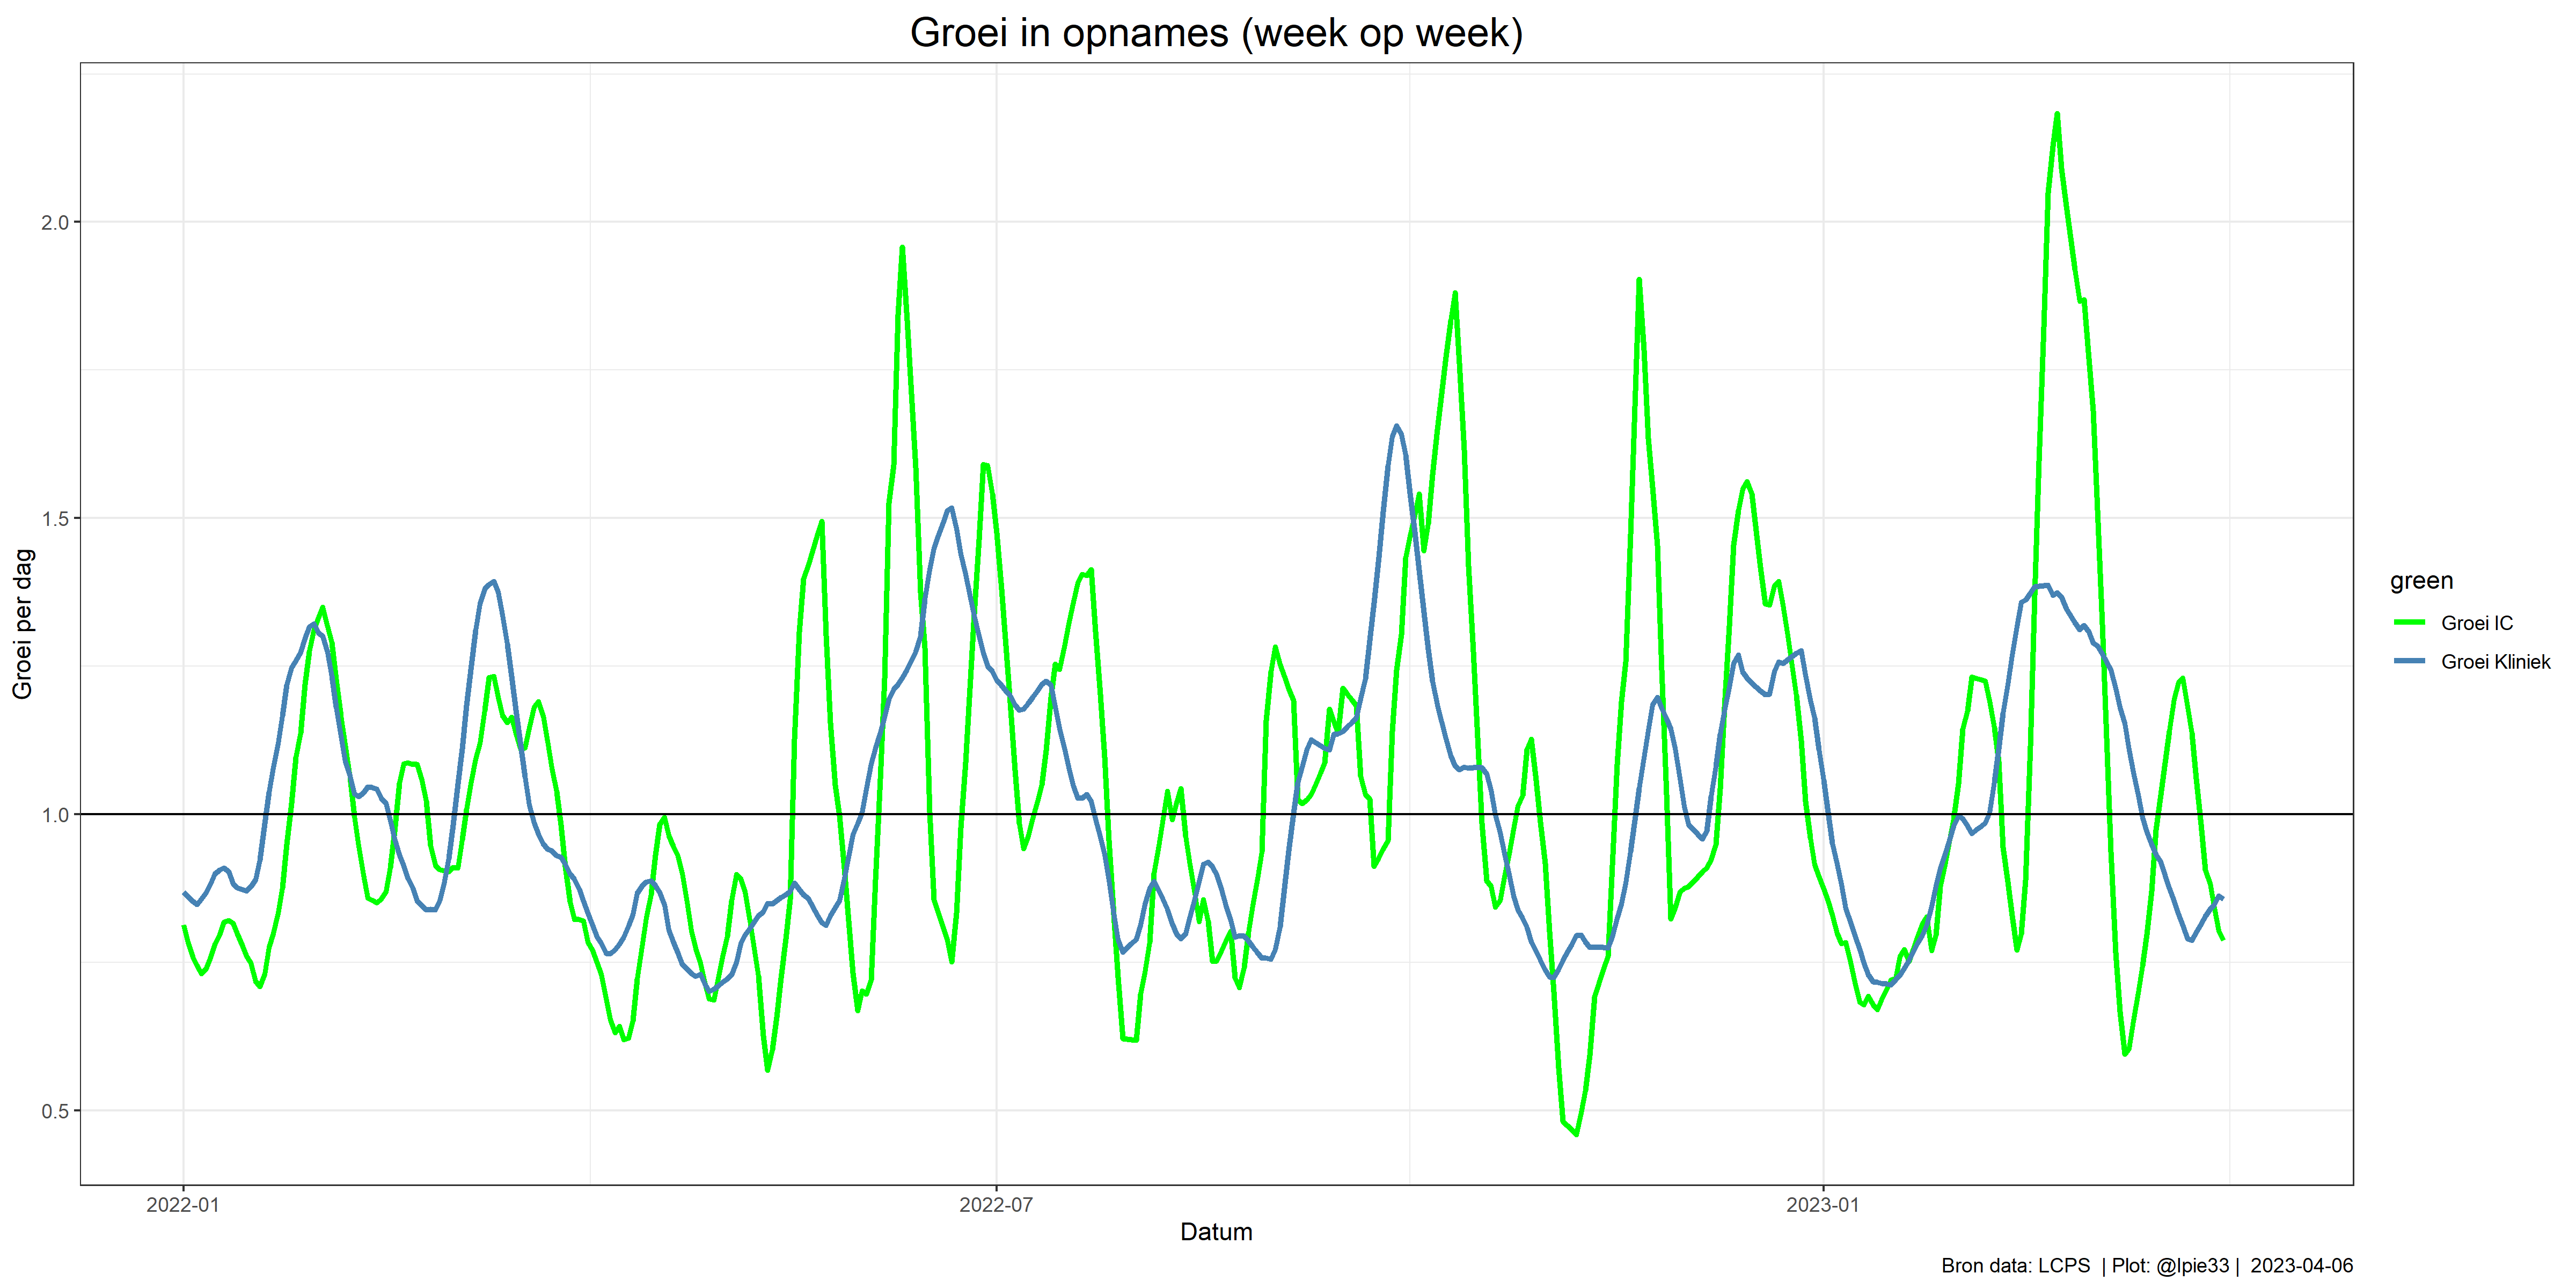 Groei in opnames (week op week)
2.0
1.5
1.0
0.5
Groei per dag
2022-01
2022-07
2023-01
Datum
green
Groei IC
Groei Kliniek
Bron data: LCPS | Plot: @lpie33 | 2023-04-06